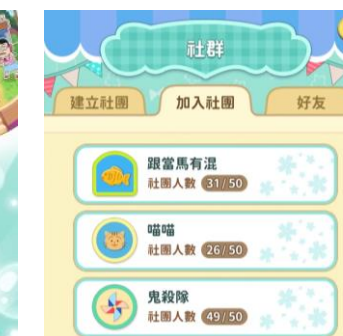 社群
建立社團
加入社團
好友
跟當馬有混
社團人數 31/50
喵喵
社團人數 26/50
鬼殺隊
社團人數 49/50